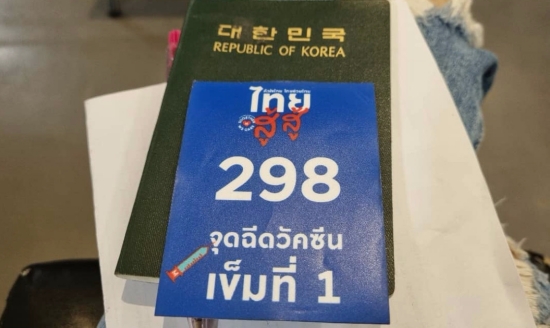 대한민국
REPUBLIC OF KOREA
ไทย
สู้สู้
298
จุดฉีดวัคซีน
เข็มที่ 1